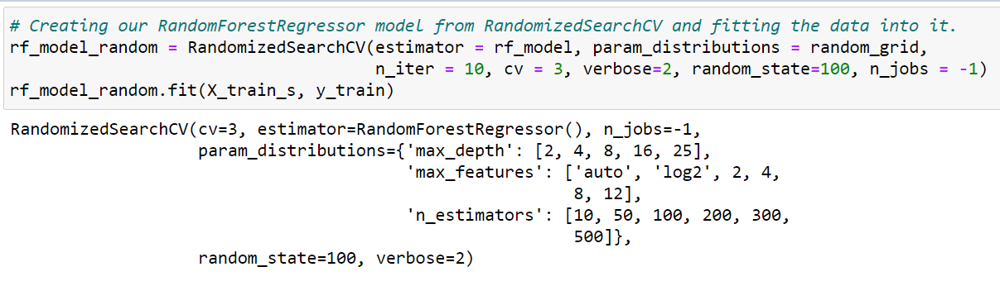 # Creating our RandomForestRegressor model from RandomizedSearchCV and fitting the data into it.
rf_model_random = RandomizedSearchCV(estimator = rf_model, param_distributions = random_grid,
                                     n_iter = 10, cv = 3, verbose=2, random_state=100, n_jobs = -1)
rf_model_random.fit(X_train_s, y_train)
RandomizedSearchCV(cv=3, estimator=RandomForestRegressor(), n_jobs=-1,
                   param_distributions={'max_depth': [2, 4, 8, 16, 25],
                                        'max_features': ['auto', 'log2', 2, 4,
                                                         8, 12],
                                        'n_estimators': [10, 50, 100, 200, 300,
                                                         500]},
                   random_state=100, verbose=2)